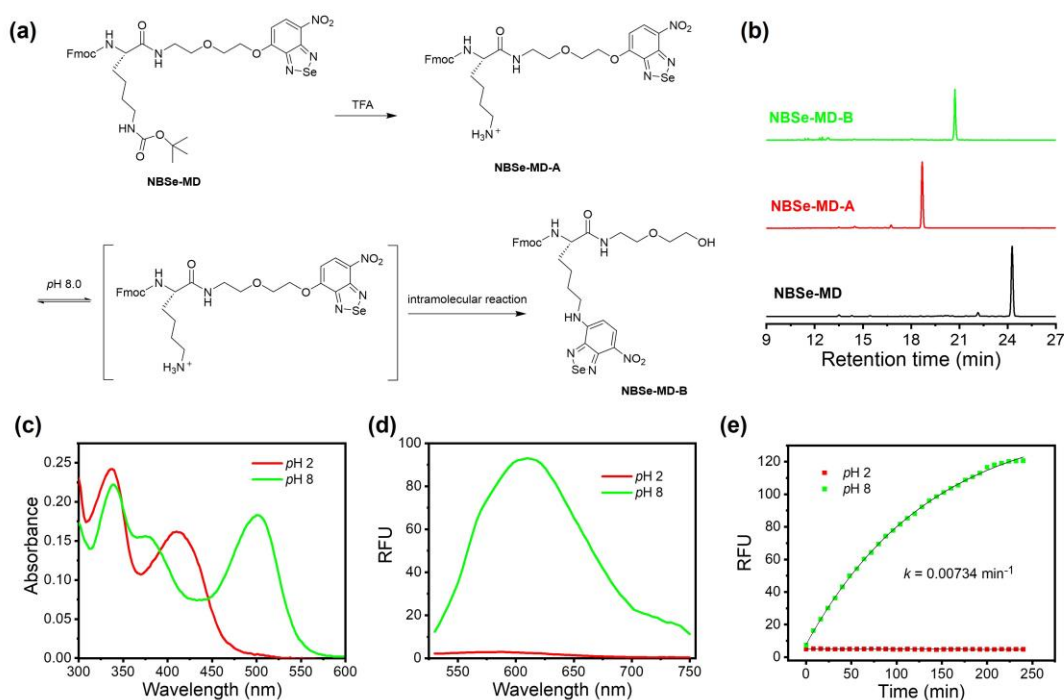 (a)
NO2
Fmoc
H
N
O
N
H
O
O
N
N
Se
HN
O
O
NBSe-MD
TFA
NO2
Fmoc
H
N
O
N
H
O
O
N
N
Se
H3N+
NBSe-MD-A
pH 8.0
NO2
Fmoc
H
N
O
N
H
O
O
N
N
Se
H3N+
intramolecular reaction
Fmoc
H
N
O
N
H
O
OH
NH
N
Se
N
NO2
NBSe-MD-B
(b)
NBSe-MD-B
NBSe-MD-A
NBSe-MD
9 12 15 18 21 24 27
Retention time (min)
(c)
Absorbance
0.25
0.20
0.15
0.10
0.05
0.00
pH 2
pH 8
300 350 400 450 500 550 600
Wavelength (nm)
(d)
RFU
100
80
60
40
20
0
pH 2
pH 8
550 600 650 700 750
Wavelength (nm)
(e)
RFU
120
100
80
60
40
20
0
pH 2
pH 8
k = 0.00734 min-1
0 50 100 150 200 250
Time (min)